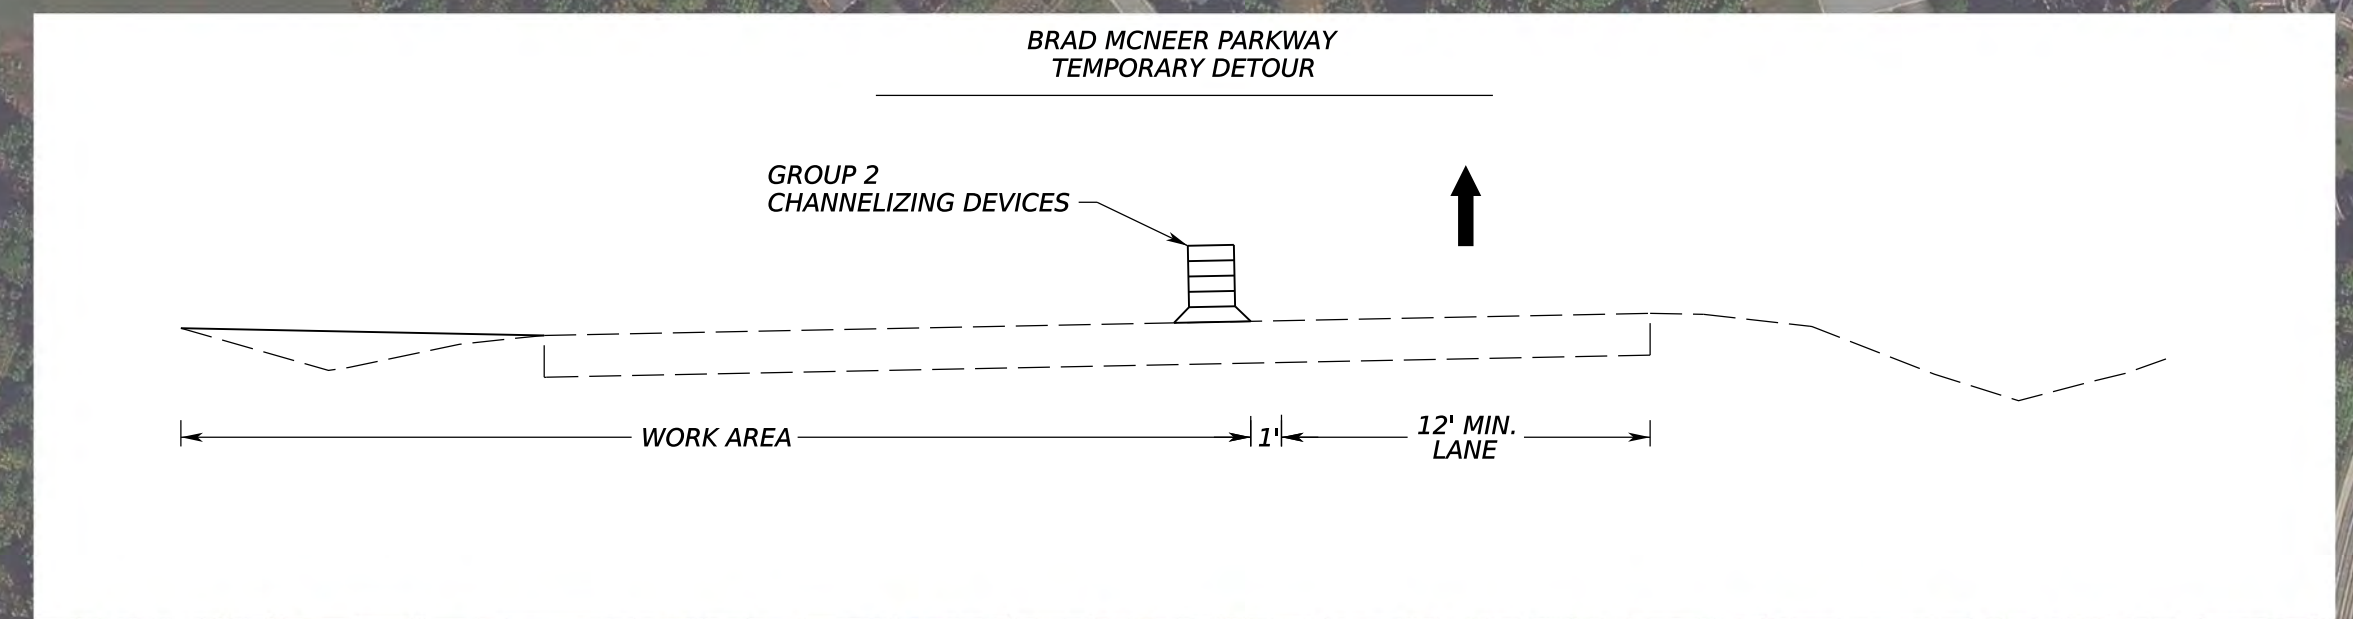 BRAD MCNEER PARKWAY
TEMPORARY DETOUR
GROUP 2
CHANNELIZING DEVICES
WORK AREA
1'
12' MIN.
LANE